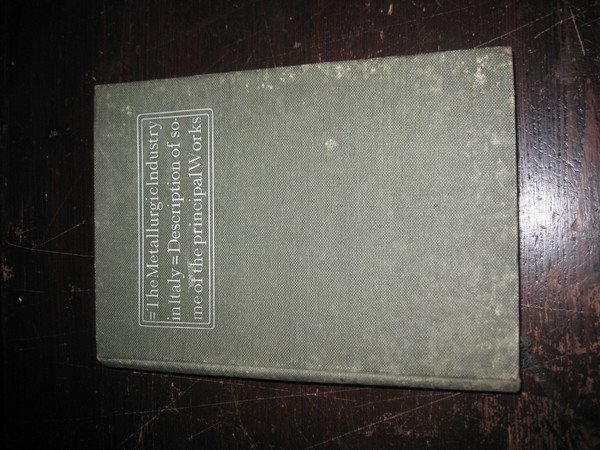 =The Metallurgic Industry
in Italy = Description of so-
me of the principal Works